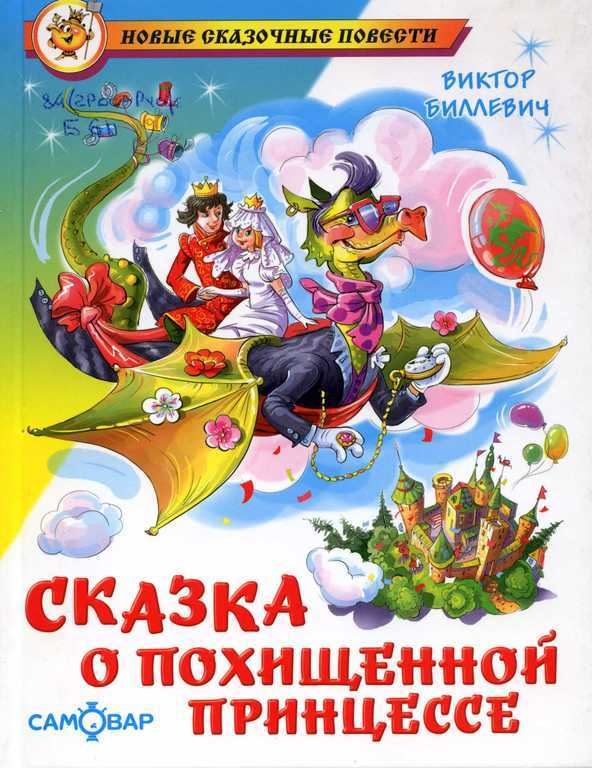 НОВЫЕ СКАЗОЧНЫЕ ПОВЕСТИ
ВИКТОР
БИЛЛЕВИЧ
СКАЗКА
О ПОХИЩЕННОЙ
ПРИНЦЕССЕ
САМОВАР